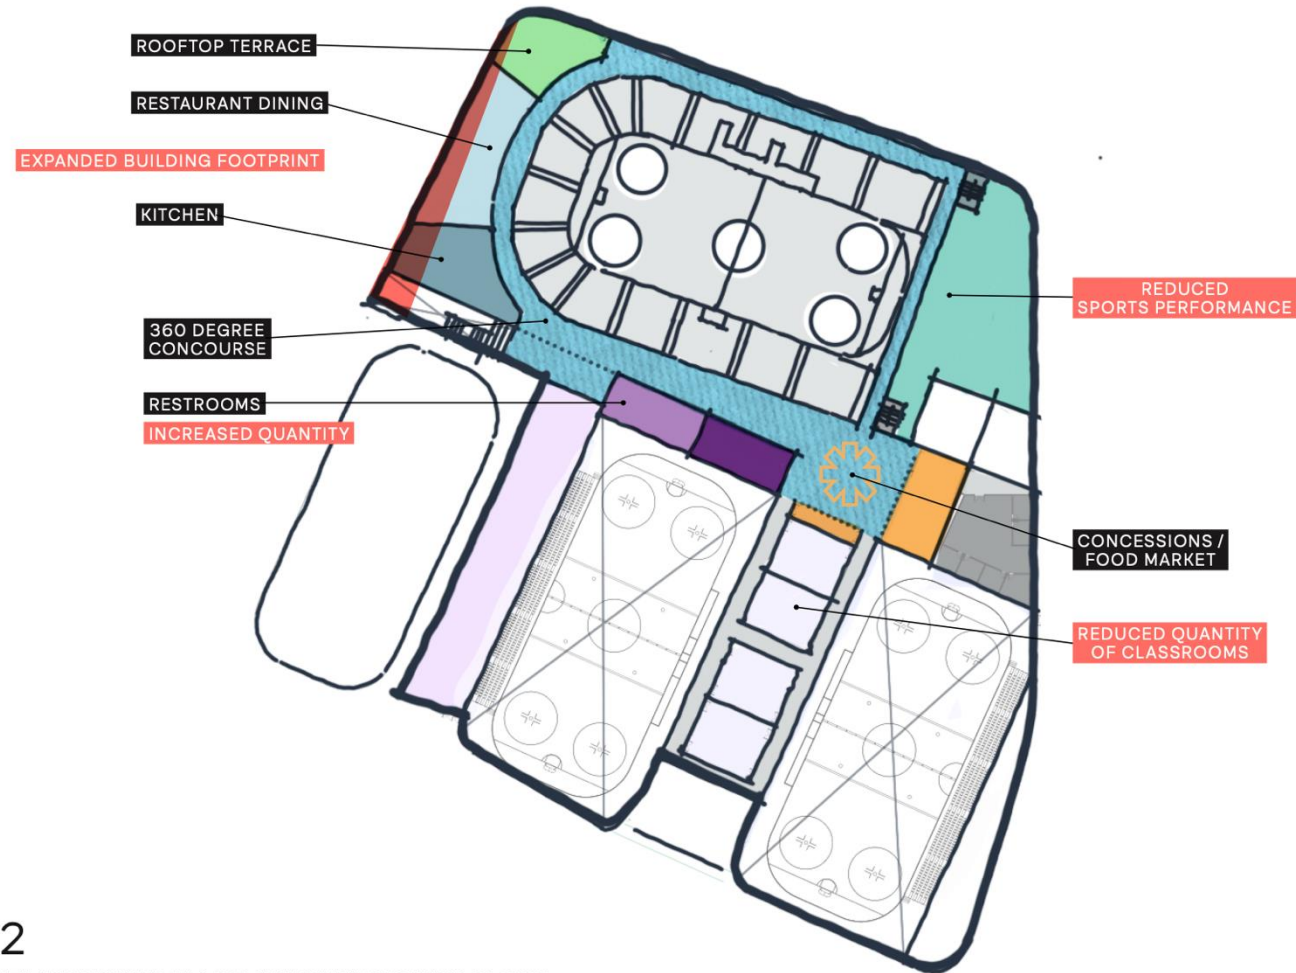 ROOFTOP TERRACE
RESTAURANT DINING
EXPANDED BUILDING FOOTPRINT
KITCHEN
360 DEGREE
CONCOURSE
RESTROOMS
INCREASED QUANTITY
REDUCED
SPORTS PERFORMANCE
CONCESSIONS /
FOOD MARKET
REDUCED QUANTITY
OF CLASSROOMS
2